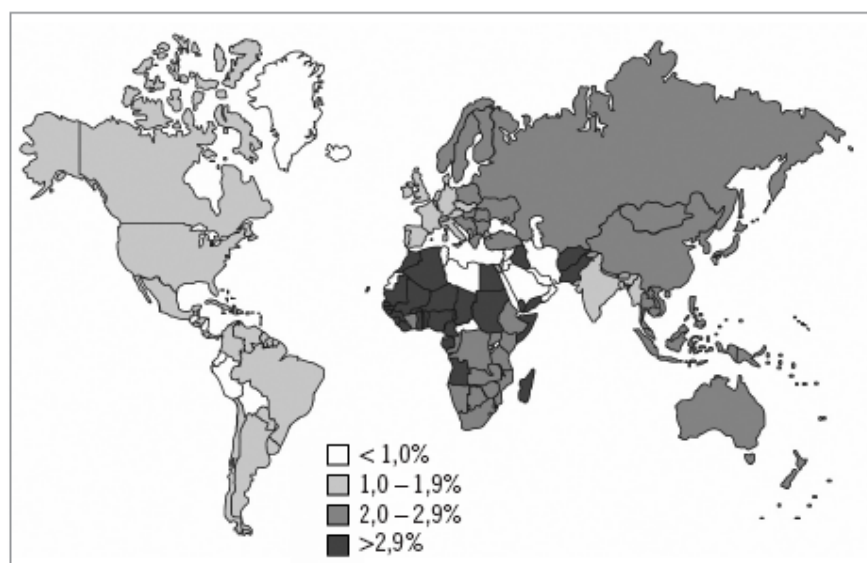 < 1,0%
1,0 – 1,9%
2,0 – 2,9%
>2,9%